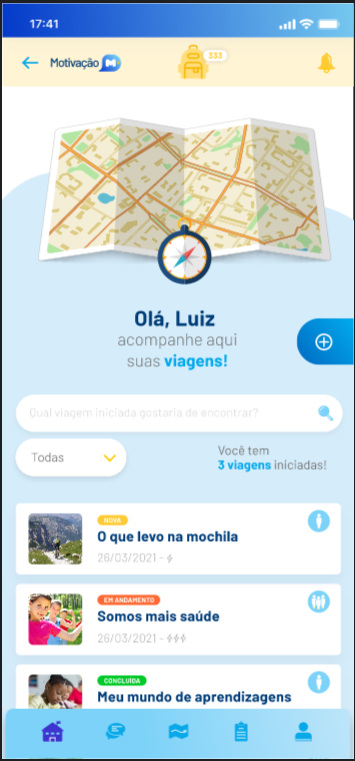 17:41
Motivação M
333
Olá, Luiz
acompanhe aqui
suas viagens!
Qual viagem iniciada gostaria de encontrar?
Todas
Você tem
3 viagens iniciadas!
NOVA
O que levo na mochila
26/03/2021 -
EM ANDAMENTO
Somos mais saúde
26/03/2021 -
CONCLUÍDA
Meu mundo de aprendizagens